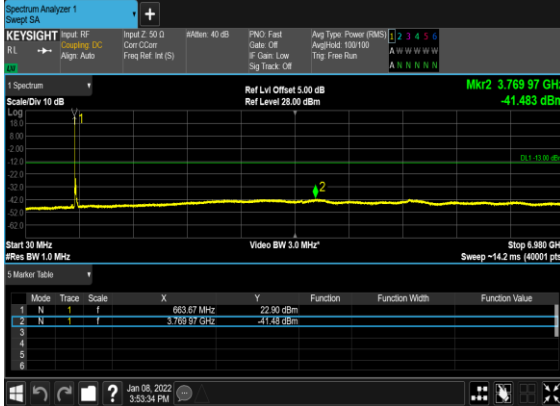 Spectrum Analyzer 1
Swept SA
+
KEYSIGHT Input: RF Input Z: 50 Ω #Atten: 40 dB PNO: Fast Avg Type: Power (RMS) 1 2 3 4 5 6
RL Coupling: DC Corr CCorr Gate: Off Avg|Hold: 100/100 A W W W W W
Align: Auto Freq Ref: Int (S) IF Gain: Low Trig: Free Run
Sig Track: Off A N N N N N
1 Spectrum
Ref Lvl Offset 5.00 dB Mkr2 3.769 97 GHz
Scale/Div 10 dB Ref Level 28.00 dBm -41.483 dBm
Log
18.0
8.00
-2.00
-12.0
DL1 -13.00 dBm
-22.0
-32.0
-42.0
-52.0
-62.0
1
2
Start 30 MHz Video BW 3.0 MHz* Stop 6.980 GHz
#Res BW 1.0 MHz Sweep ~14.2 ms (40001 pts)
5 Marker Table
Mode Trace Scale X Y Function Function Width Function Value
1 N 1 f 663.67 MHz 22.90 dBm
2 N 1 f 3.769 97 GHz -41.48 dBm
3
4
5
6
? Jan 08, 2022
3:53:34 PM